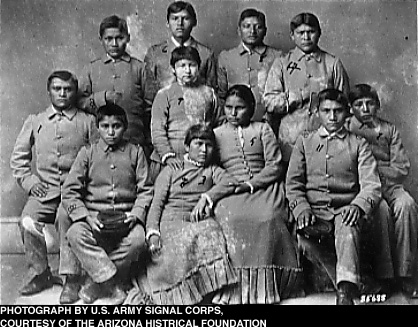 PHOTOGRAPH BY U.S. ARMY SIGNAL CORPS,
COURTESY OF THE ARIZONA HISTRICAL FOUNDATION